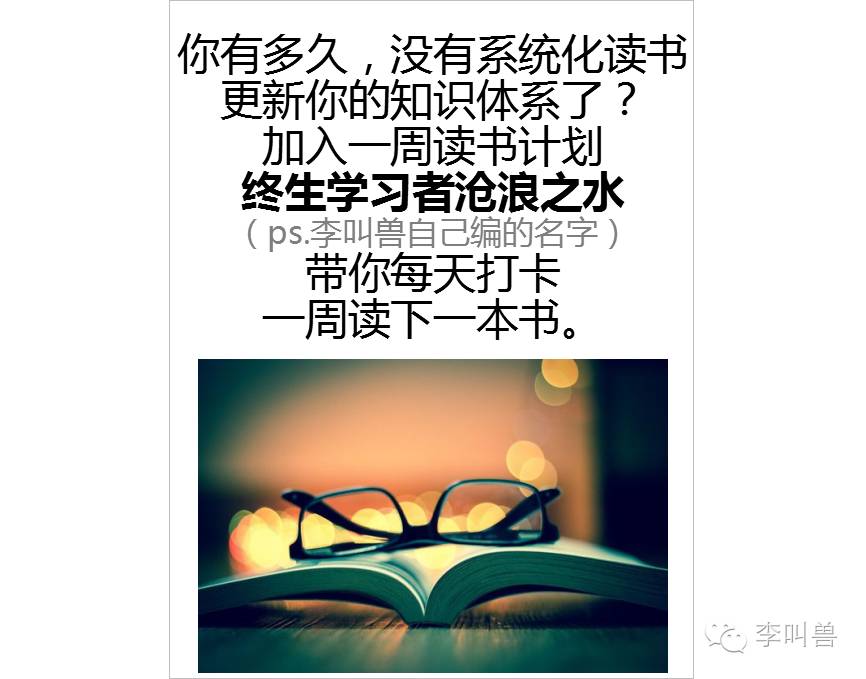 你有多久，没有系统化读书
更新你的知识体系了？
加入一周读书计划
终生学习者沧浪之水
（ps.李叫兽自己编的名字）
带你每天打卡
一周读下一本书。
李叫兽